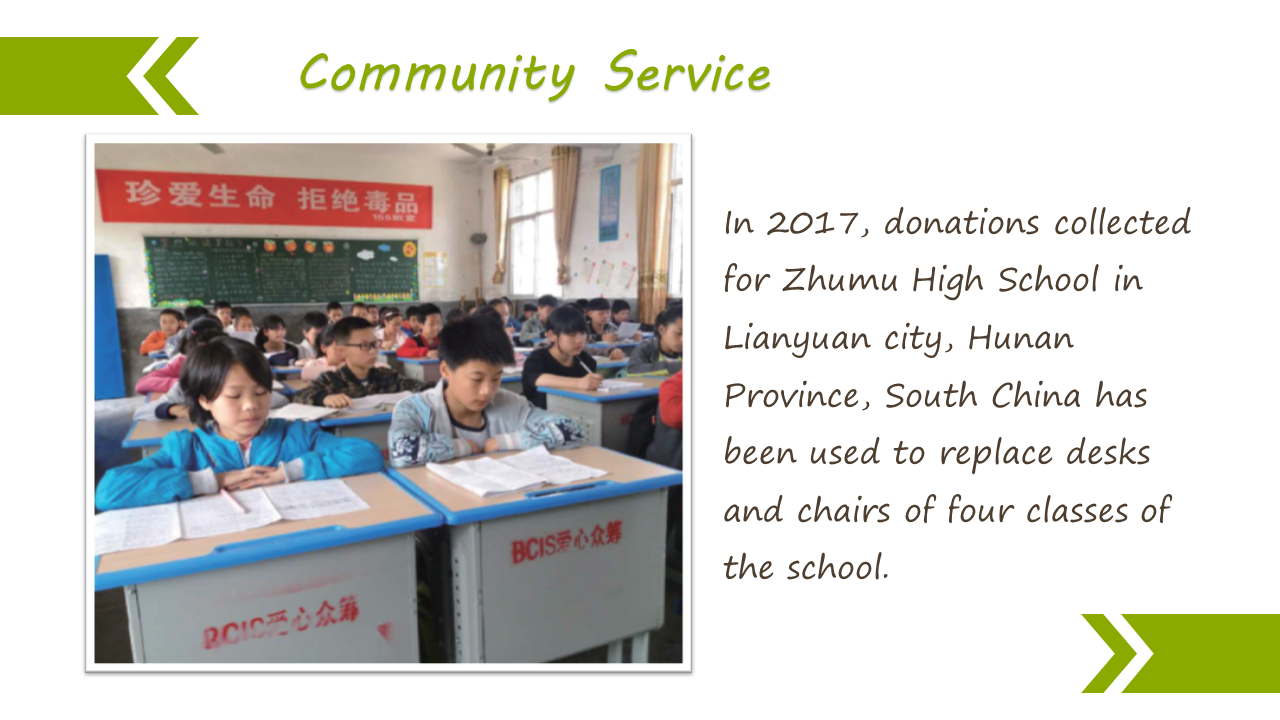 Community Service
珍爱生命 拒绝毒品
In 2017, donations collected
for Zhumu High School in
Lianyuan city, Hunan
Province, South China has
been used to replace desks
and chairs of four classes of
the school.
BCIS爱心众筹
BCIS爱心众筹